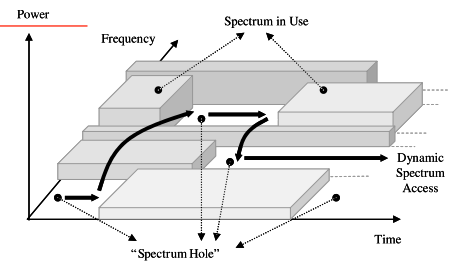 Power
Spectrum in Use
Frequency
Dynamic
Spectrum
Access
Time
“Spectrum Hole”